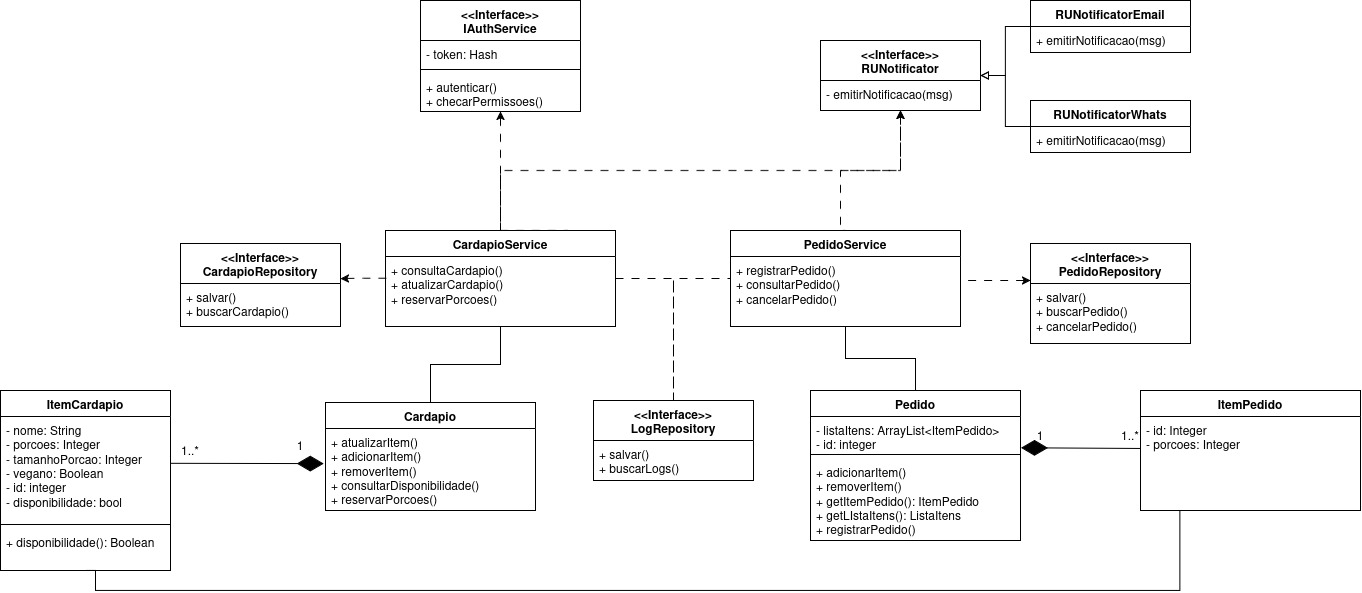 <<Interface>>
IAuthService
- token: Hash
+ autenticar()
+ checarPermissoes()
<<Interface>>
RUNotificator
- emitirNotificacao(msg)
RUNotificatorEmail
+ emitirNotificacao(msg)
RUNotificatorWhats
+ emitirNotificacao(msg)
<<Interface>>
CardapioRepository
+ salvar()
+ buscarCardapio()
CardapioService
+ consultaCardapio()
+ atualizarCardapio()
+ reservarPorcoes()
PedidoService
+ registrarPedido()
+ consultarPedido()
+ cancelarPedido()
<<Interface>>
PedidoRepository
+ salvar()
+ buscarPedido()
+ cancelarPedido()
ItemCardapio
- nome: String
- porcoes: Integer
- tamanhoPorcao: Integer
- vegano: Boolean
- id: integer
- disponibilidade: bool
+ disponibilidade(): Boolean
1..*
1
Cardapio
+ atualizarItem()
+ adicionarItem()
+ removerItem()
+ consultarDisponibilidade()
+ reservarPorcoes()
<<Interface>>
LogRepository
+ salvar()
+ buscarLogs()
Pedido
- listaItens: ArrayList<ItemPedido>
- id: integer
+ adicionarItem()
+ removerItem()
+ getItemPedido(): ItemPedido
+ getLIstaItens(): ListaItens
+ registrarPedido()
1
1..*
ItemPedido
- id: Integer
- porcoes: Integer